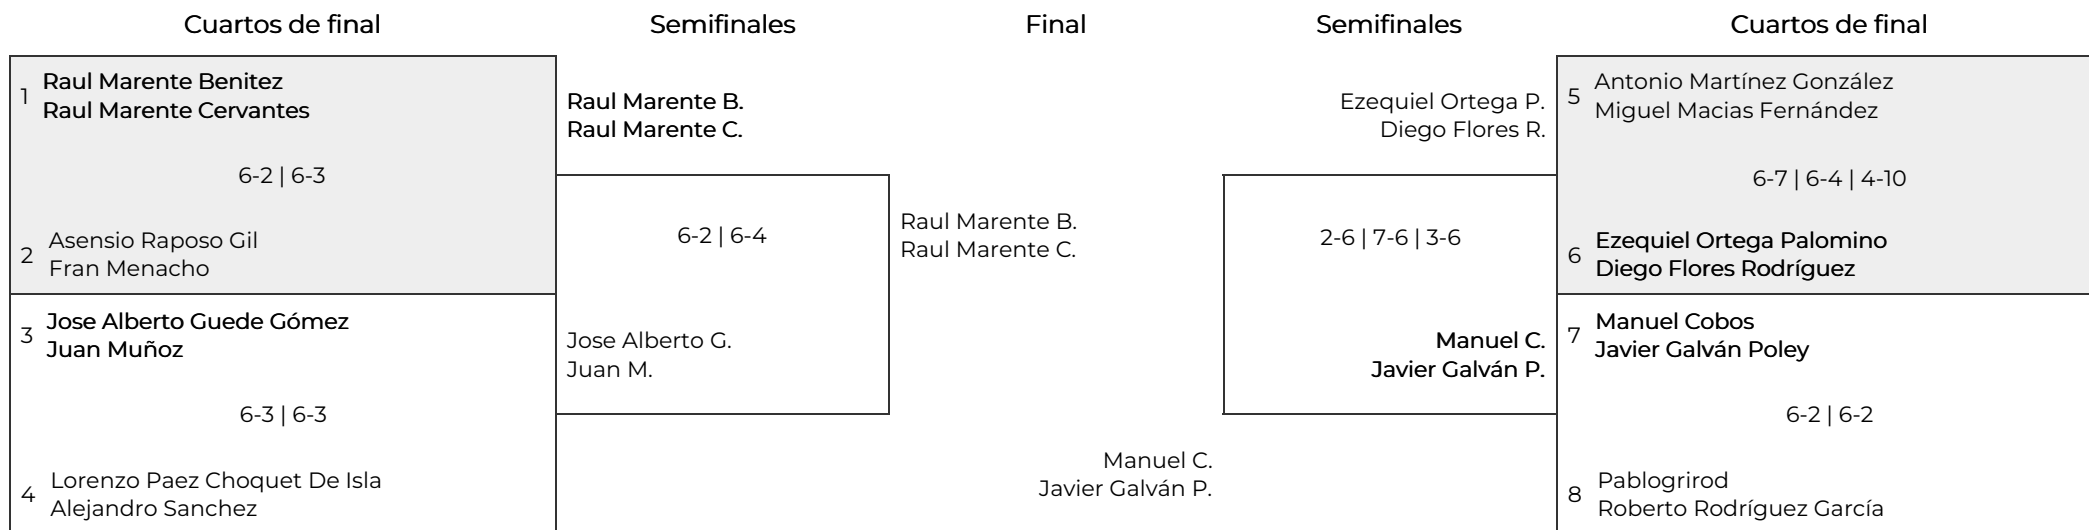 Cuartos de final
Semifinales
Final
Semifinales
Cuartos de final
1
Raul Marente Benitez
Raul Marente Cervantes
6-2 | 6-3
2
Asensio Raposo Gil
Fran Menacho
3
Jose Alberto Guede Gómez
Juan Muñoz
6-3 | 6-3
4
Lorenzo Paez Choquet De Isla
Alejandro Sanchez
Raul Marente B.
Raul Marente C.
6-2 | 6-4
Jose Alberto G.
Juan M.
Raul Marente B.
Raul Marente C.
Manuel C.
Javier Galván P.
Ezequiel Ortega P.
Diego Flores R.
2-6 | 7-6 | 3-6
Manuel C.
Javier Galván P.
5
Antonio Martínez González
Miguel Macias Fernández
6-7 | 6-4 | 4-10
6
Ezequiel Ortega Palomino
Diego Flores Rodríguez
7
Manuel Cobos
Javier Galván Poley
6-2 | 6-2
8
Pablogrirod
Roberto Rodríguez García